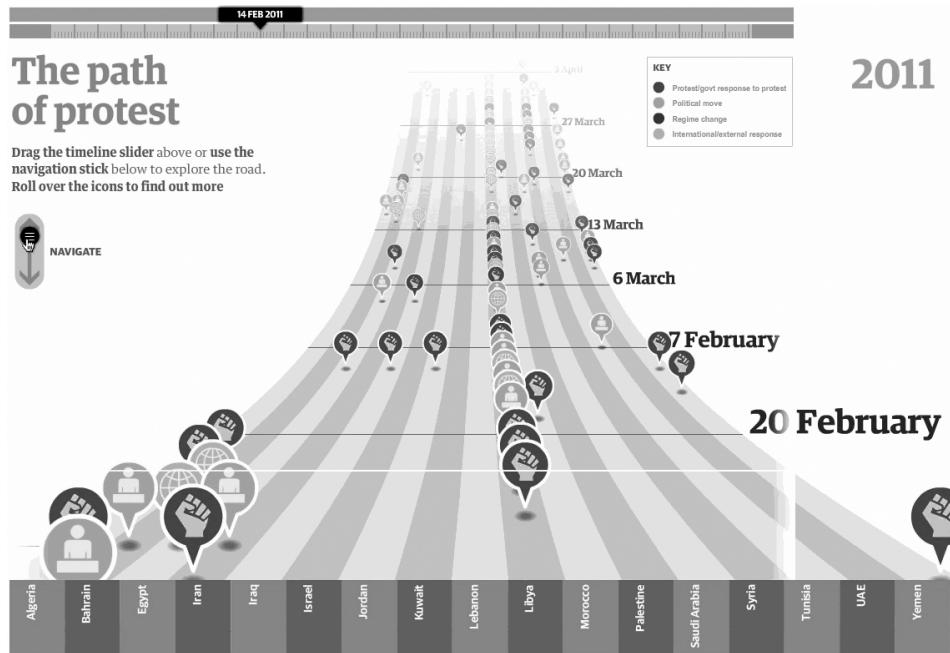 14 FEB 2011
The path
of protest
2011
KEY
Protest/govt response to protest
Political move
Regime change
International/external response
Drag the timeline slider above or use the
navigation stick below to explore the road.
Roll over the icons to find out more
NAVIGATE
3 April
27 March
20 March
13 March
6 March
7 February
20 February
Algeria
Bahrain
Egypt
Iran
Iraq
Israel
Jordan
Kuwait
Lebanon
Libya
Morocco
Palestine
Saudi Arabia
Syria
Tunisia
UAE
Yemen